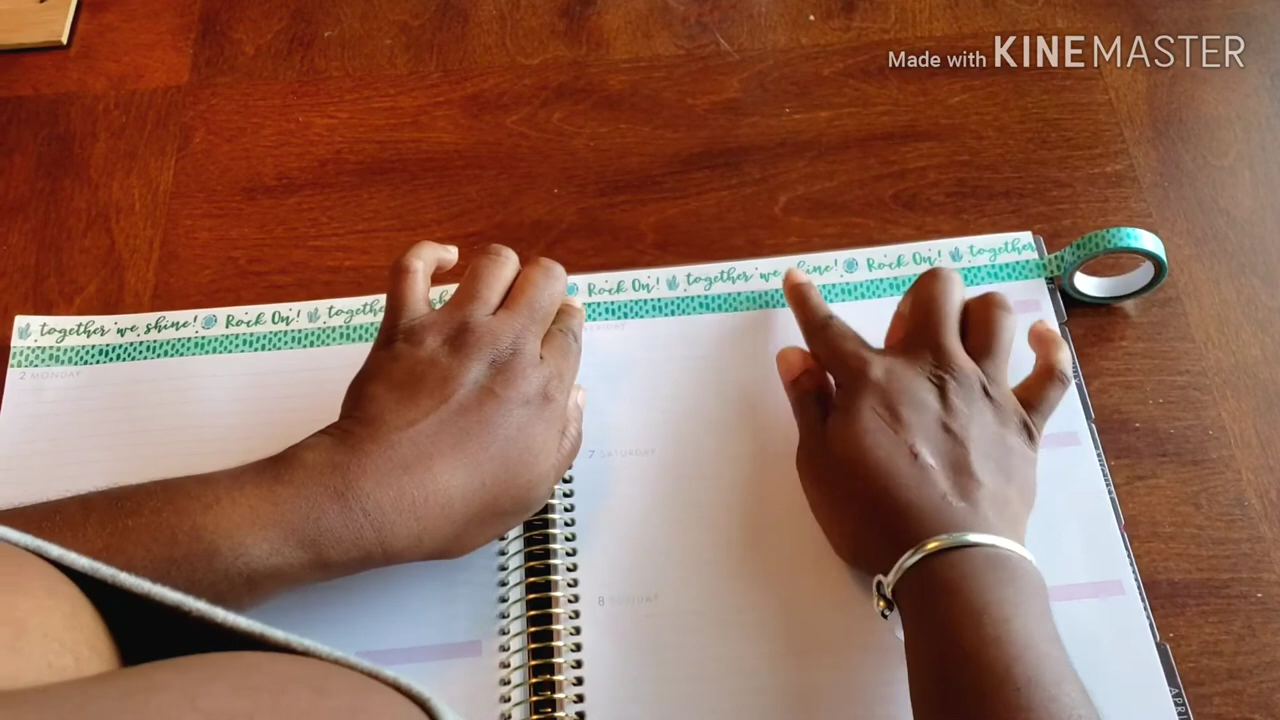 Made with KINEMASTER
together we shine! Rock On! together
Rock On! together we shine! Rock On! together
2 MONDAY
7 SATURDAY
8 SUNDAY